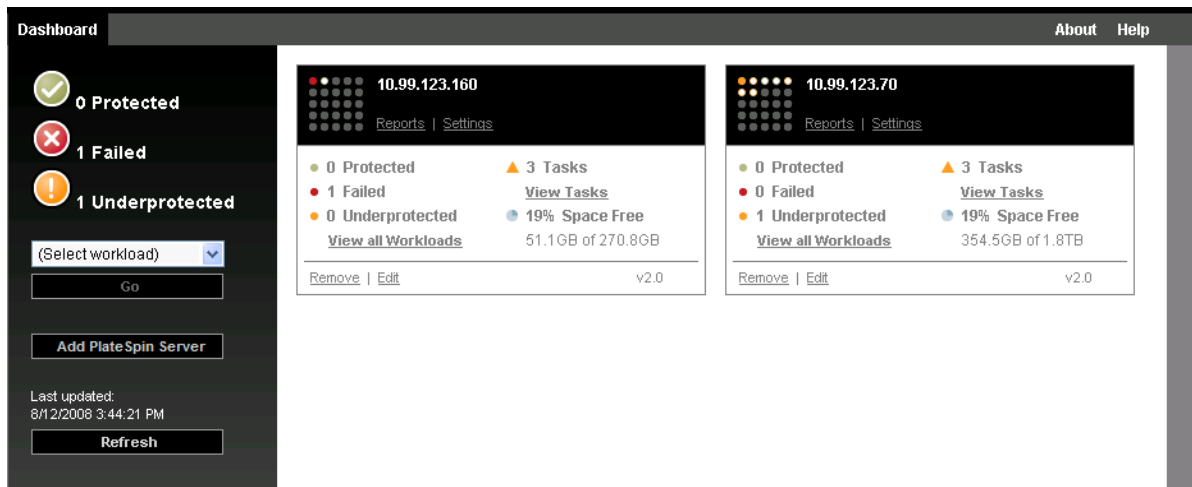 Dashboard
About Help
0 Protected
1 Failed
1 Underprotected
(Select workload)
Go
Add PlateSpin Server
Last updated:
8/12/2008 3:44:21 PM
Refresh
10.99.123.160
Reports | Settings
0 Protected
1 Failed
0 Underprotected
View all Workloads
3 Tasks
View Tasks
19% Space Free
51.1GB of 270.8GB
Remove | Edit
v2.0
10.99.123.70
Reports | Settings
0 Protected
0 Failed
1 Underprotected
View all Workloads
3 Tasks
View Tasks
19% Space Free
354.5GB of 1.8TB
Remove | Edit
v2.0